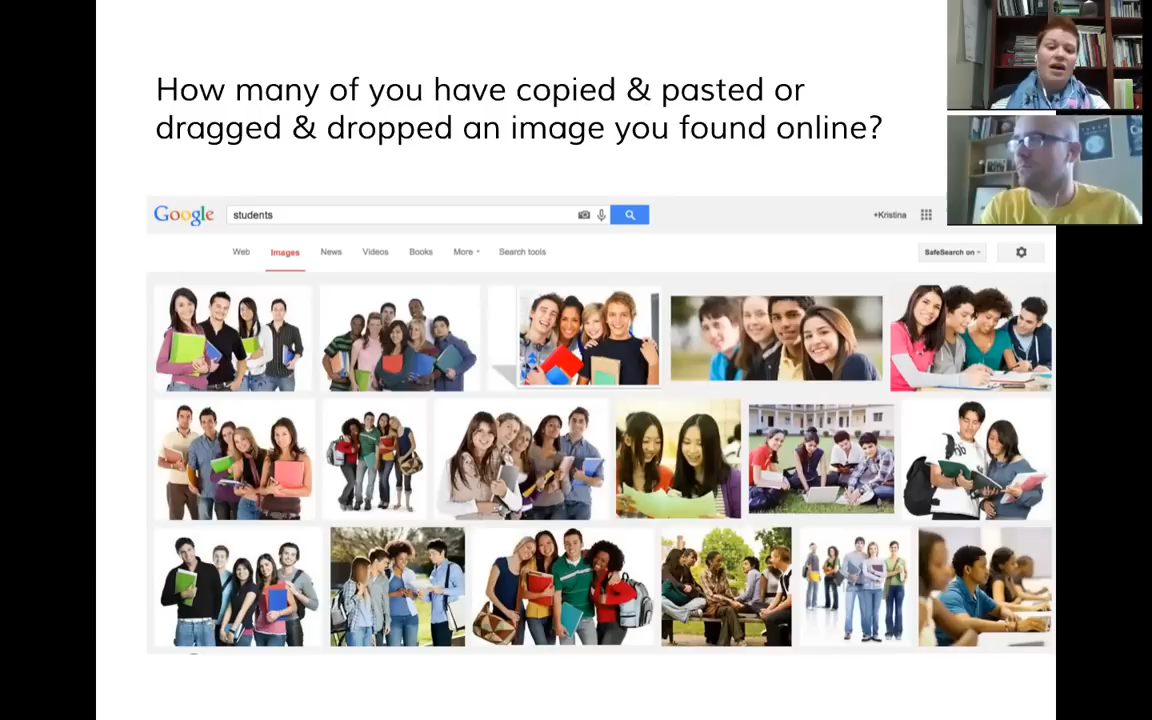 How many of you have copied & pasted or
dragged & dropped an image you found online?
Google students +Kristina
Web Images News Videos Books More Search tools SafeSearch on